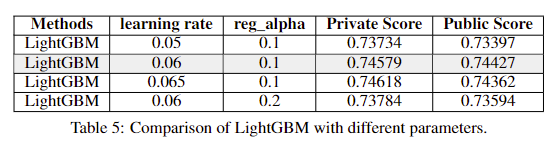 Methods learning rate reg_alpha Private Score Public Score
LightGBM 0.05 0.1 0.73734 0.73397
LightGBM 0.06 0.1 0.74579 0.74427
LightGBM 0.065 0.1 0.74618 0.74362
LightGBM 0.06 0.2 0.73784 0.73594
Table 5: Comparison of LightGBM with different parameters.